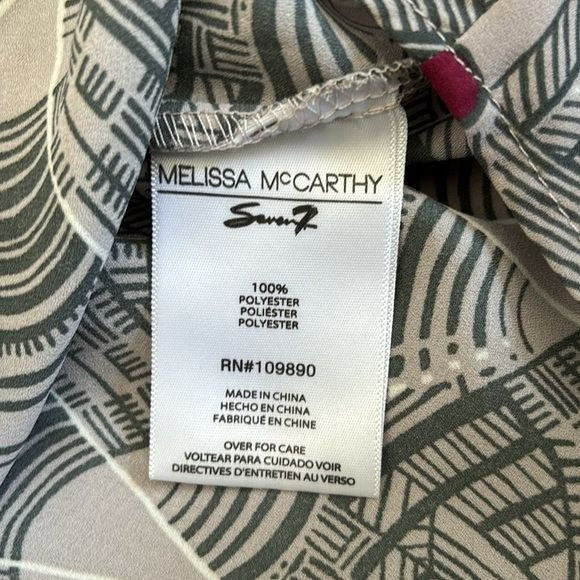 MELISSA McCARTHY
Seven7
100%
POLYESTER
POLIÉSTER
POLYESTER
RN#109890
MADE IN CHINA
HECHO EN CHINA
FABRIQUÉ EN CHINE
OVER FOR CARE
VOLTEAR PARA CUIDADO VOIR
DIRECTIVES D'ENTRETIEN AU VERSO